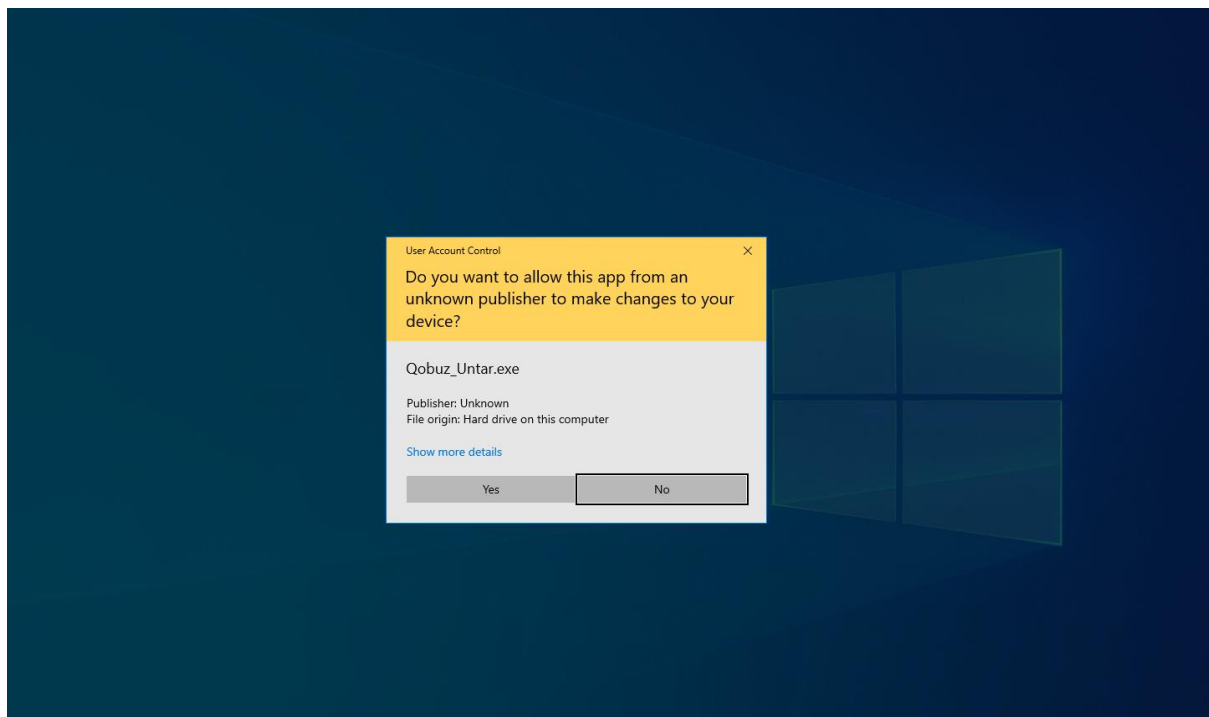 User Account Control
Do you want to allow this app from an
unknown publisher to make changes to your
device?
Qobuz_Untar.exe
Publisher: Unknown
File origin: Hard drive on this computer
Show more details
Yes
No